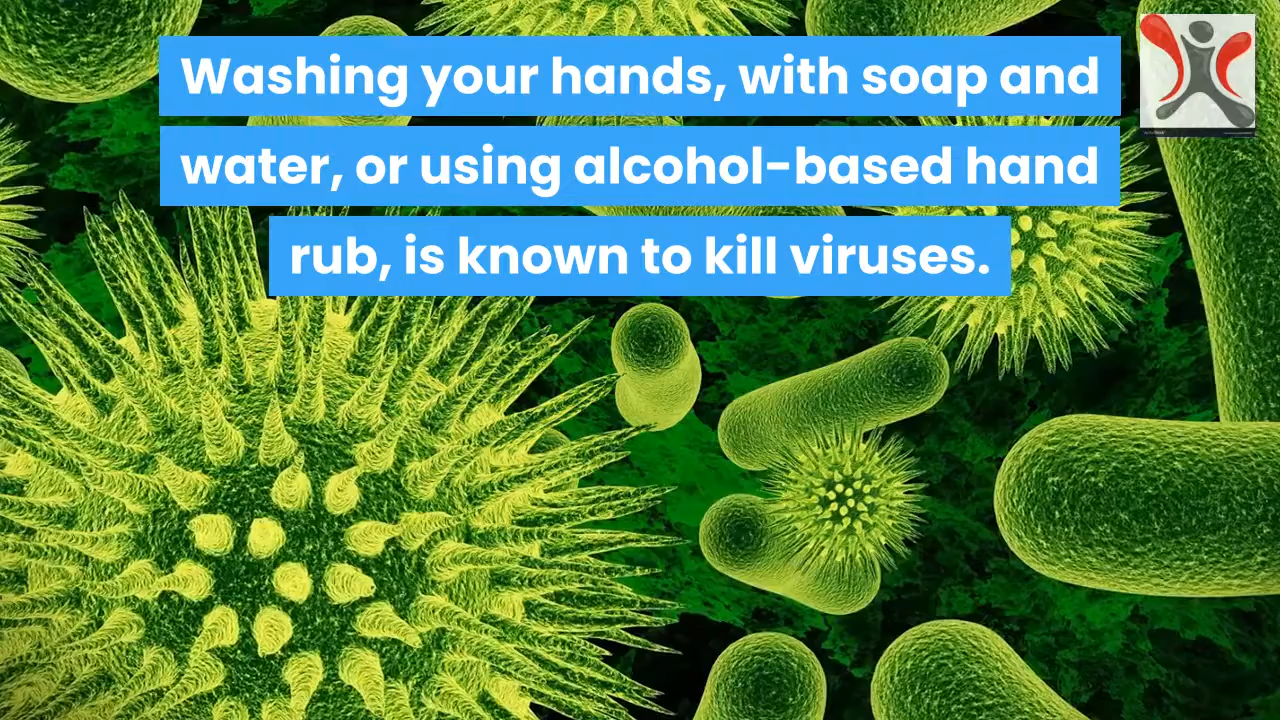 Washing your hands, with soap and
water, or using alcohol-based hand
rub, is known to kill viruses.